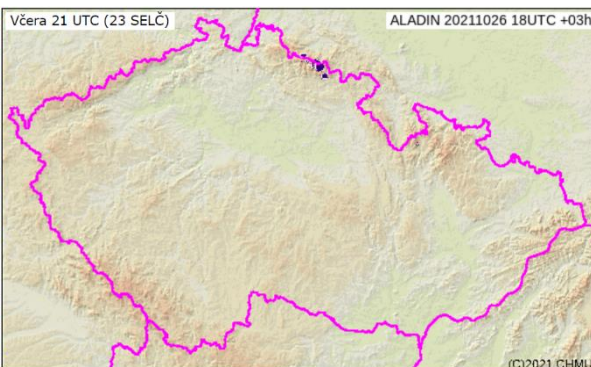 Včera 21 UTC (23 SELČ)
ALADIN 20211026 18UTC +03h
(C)2021 CHMU